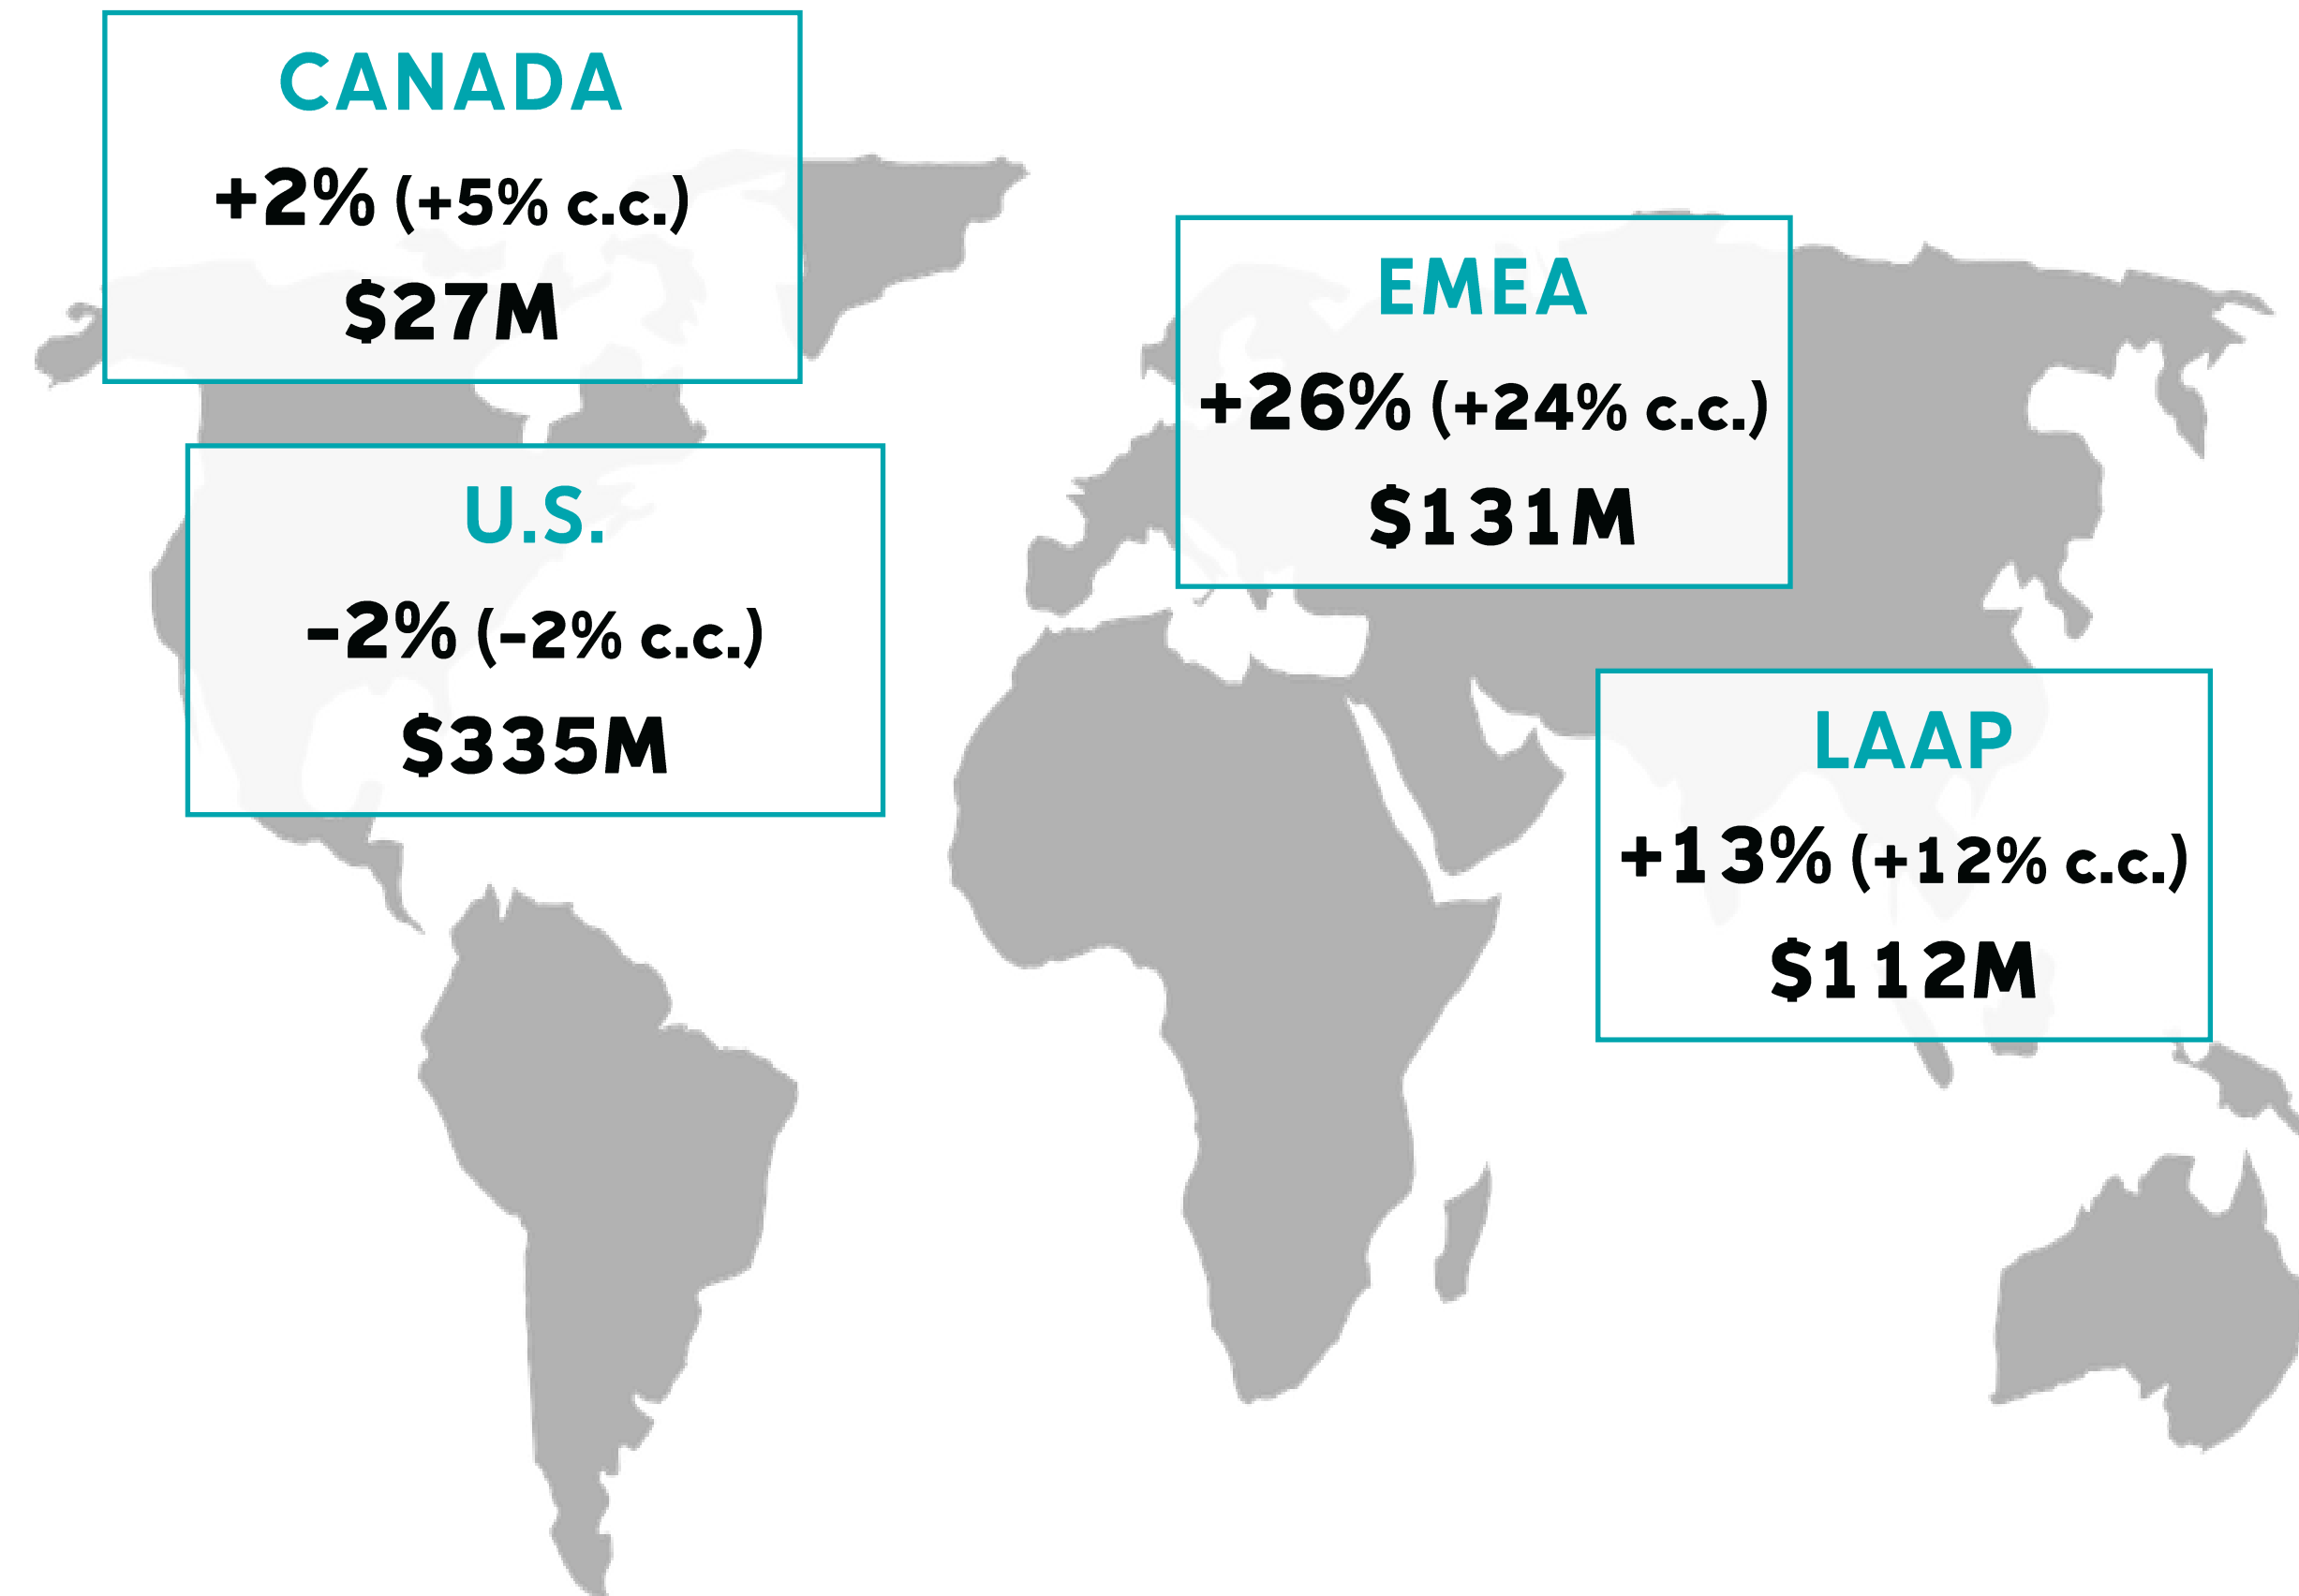 CANADA
+2% (+5% c.c.)
$27M
U.S.
-2% (-2% c.c.)
$335M
EMEA
+26% (+24% c.c.)
$131M
LAAP
+13% (+12% c.c.)
$112M